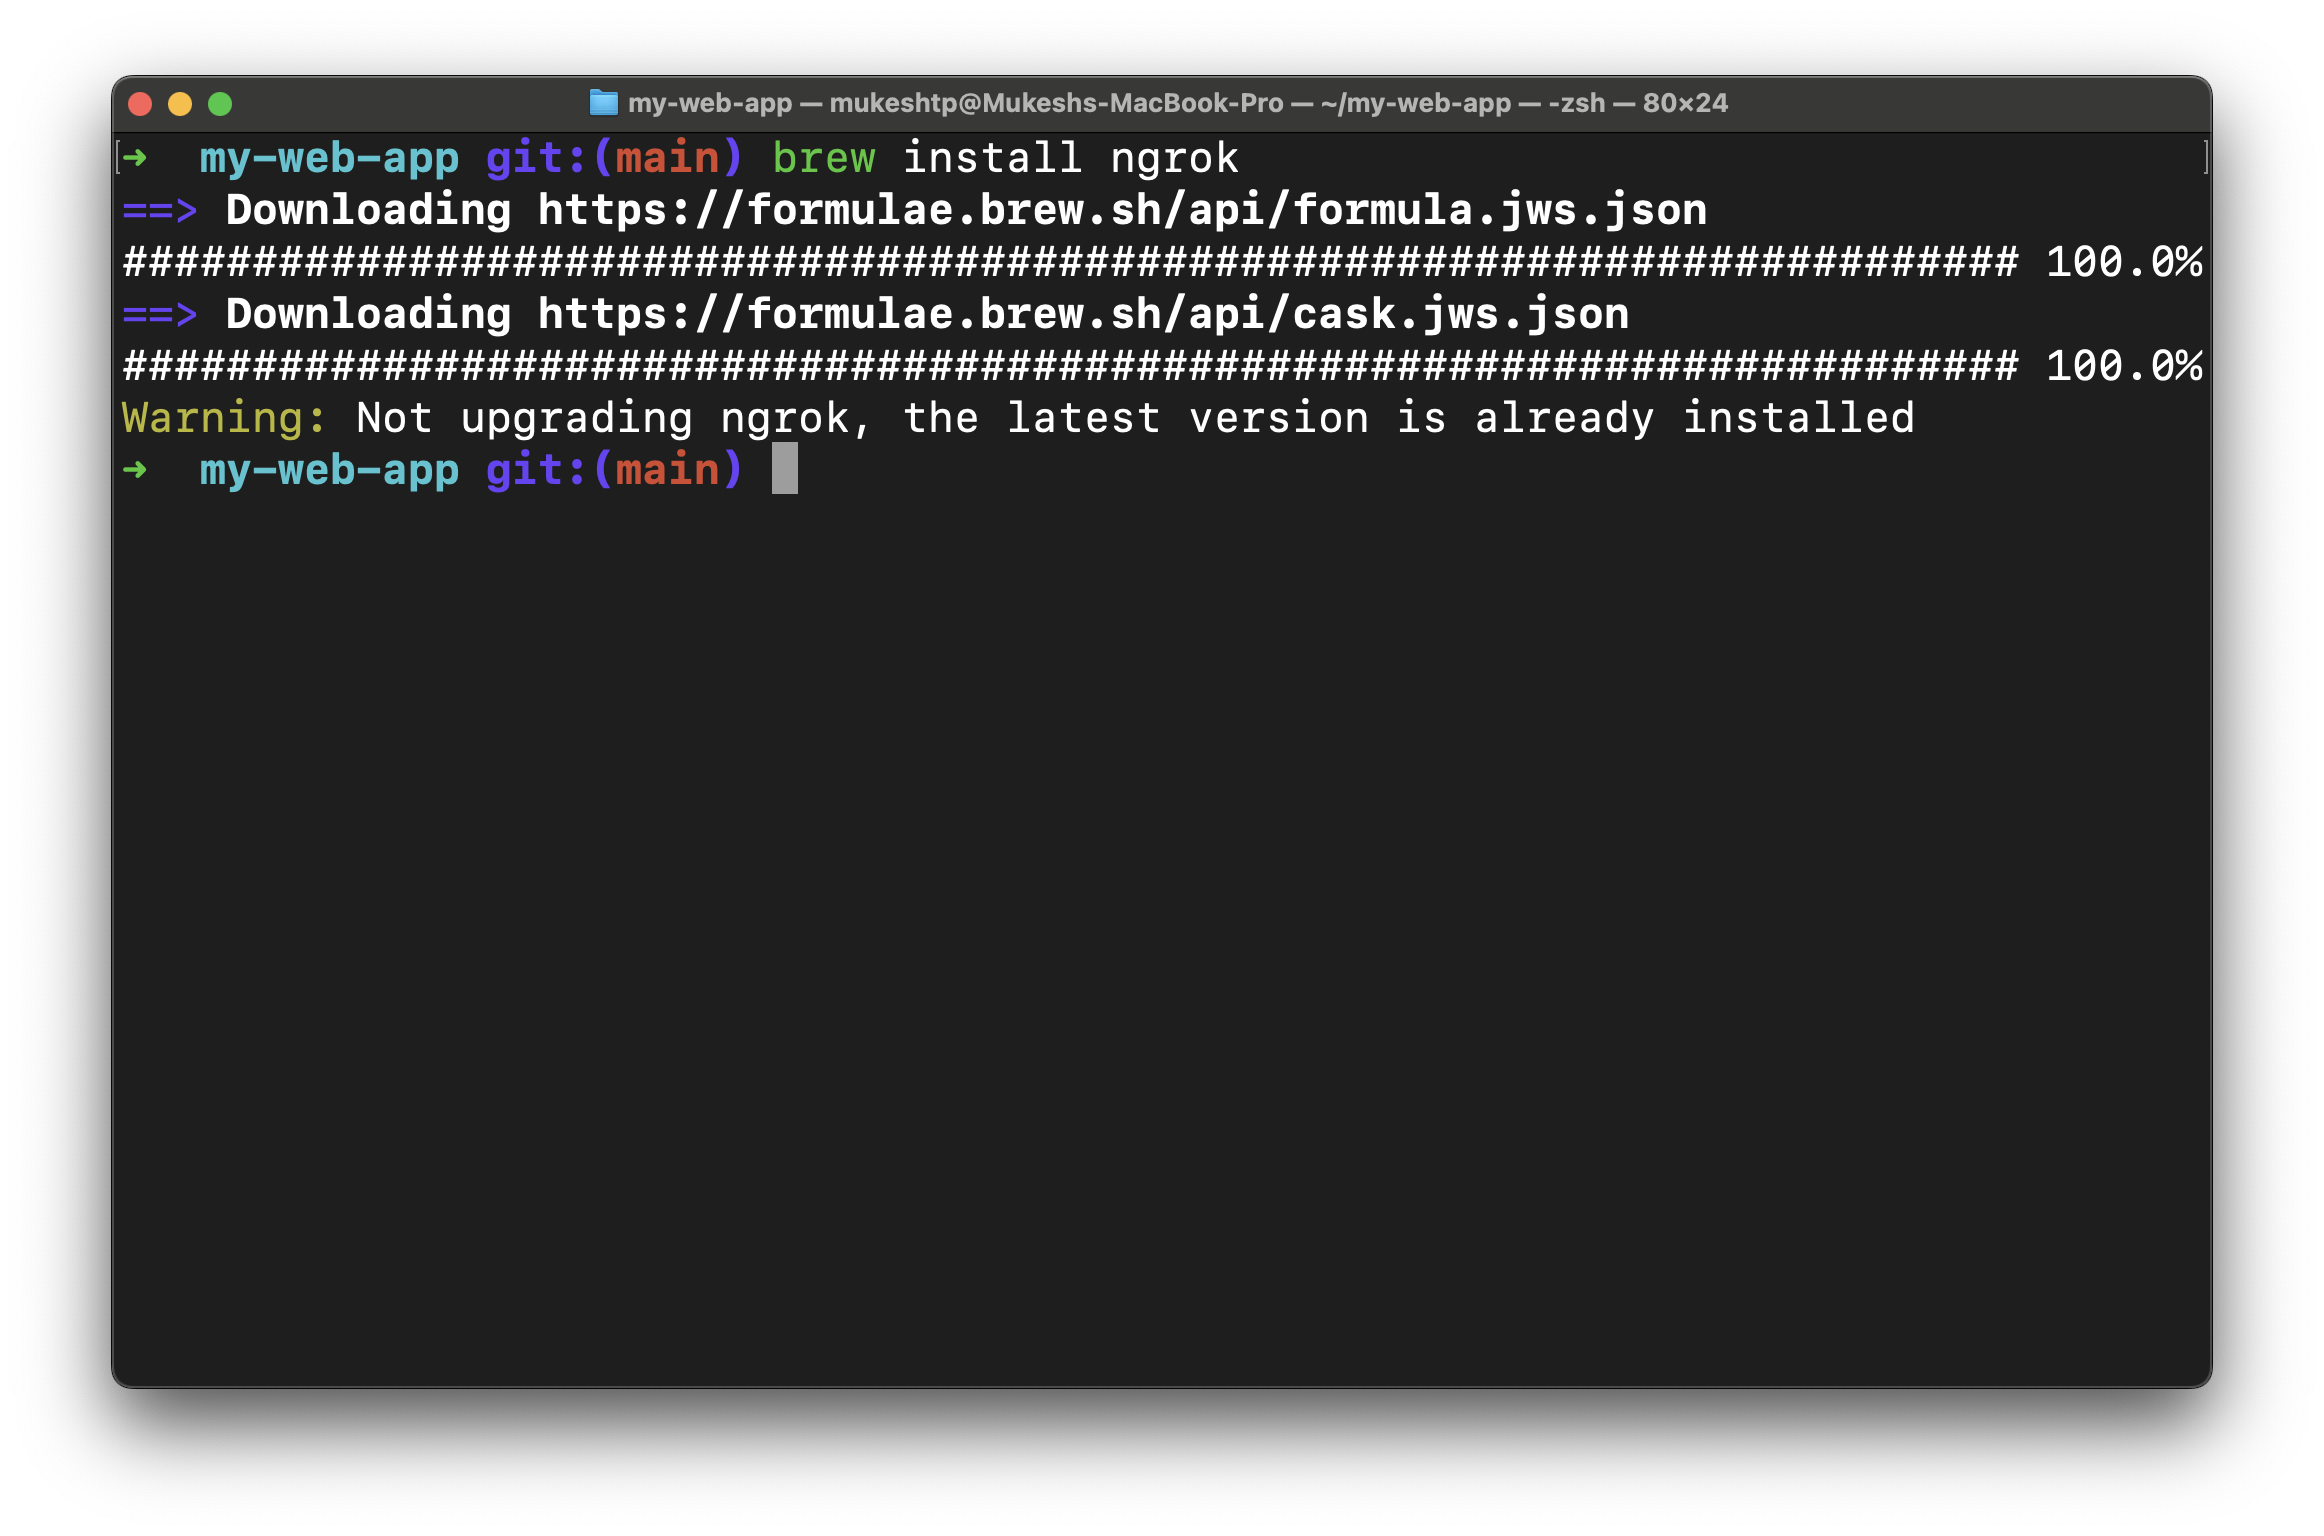 my-web-app — mukeshtp@Mukeshs-MacBook-Pro — ~/my-web-app — -zsh — 80×24
[➜  my-web-app git:(main) brew install ngrok ]
==> Downloading https://formulae.brew.sh/api/formula.jws.json
######################################################################### 100.0%
==> Downloading https://formulae.brew.sh/api/cask.jws.json
######################################################################### 100.0%
Warning: Not upgrading ngrok, the latest version is already installed
➜  my-web-app git:(main)